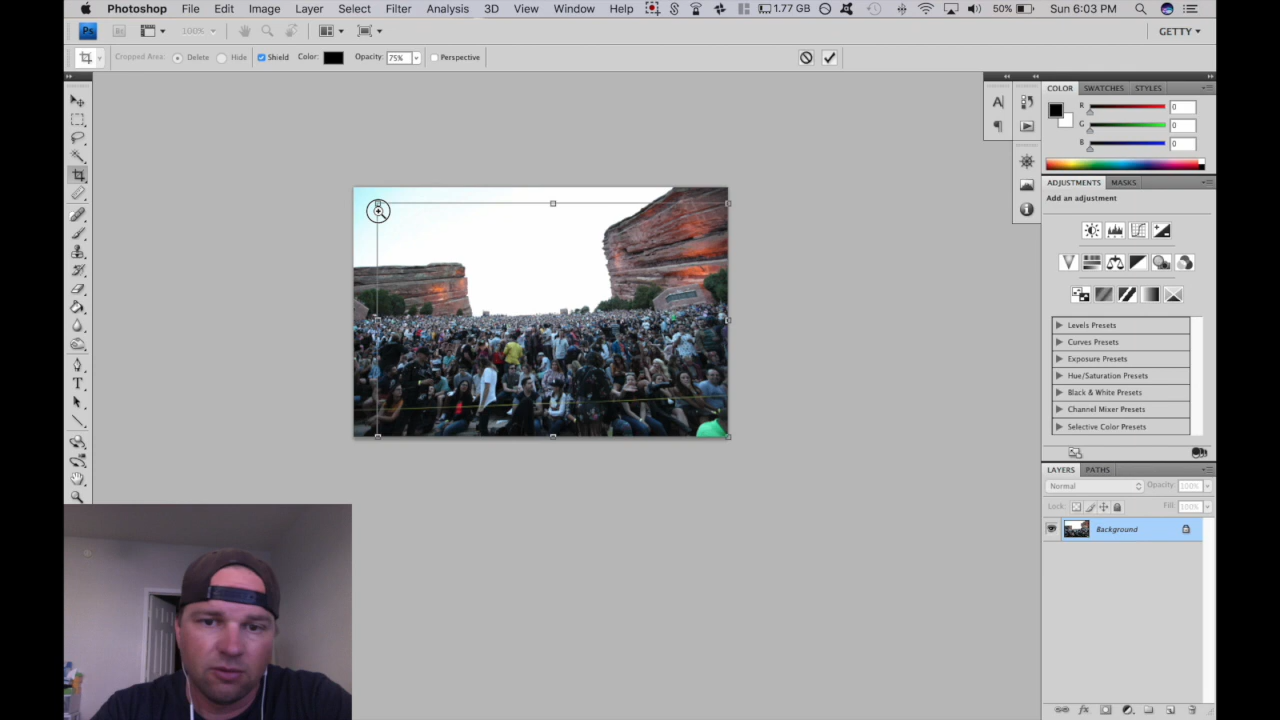 Photoshop File Edit Image Layer Select Filter Analysis 3D View Window Help 1.77 GB 50% Sun 6:03 PM
Ps Br 100% GETTY
Cropped Area: Delete Hide Shield Color: Opacity: 75% Perspective
COLOR SWATCHES STYLES
R 0
G 0
B 0
ADJUSTMENTS MASKS
Add an adjustment
Levels Presets
Curves Presets
Exposure Presets
Hue/Saturation Presets
Black & White Presets
Channel Mixer Presets
Selective Color Presets
LAYERS PATHS
Normal Opacity: 100%
Lock: Fill: 100%
Background